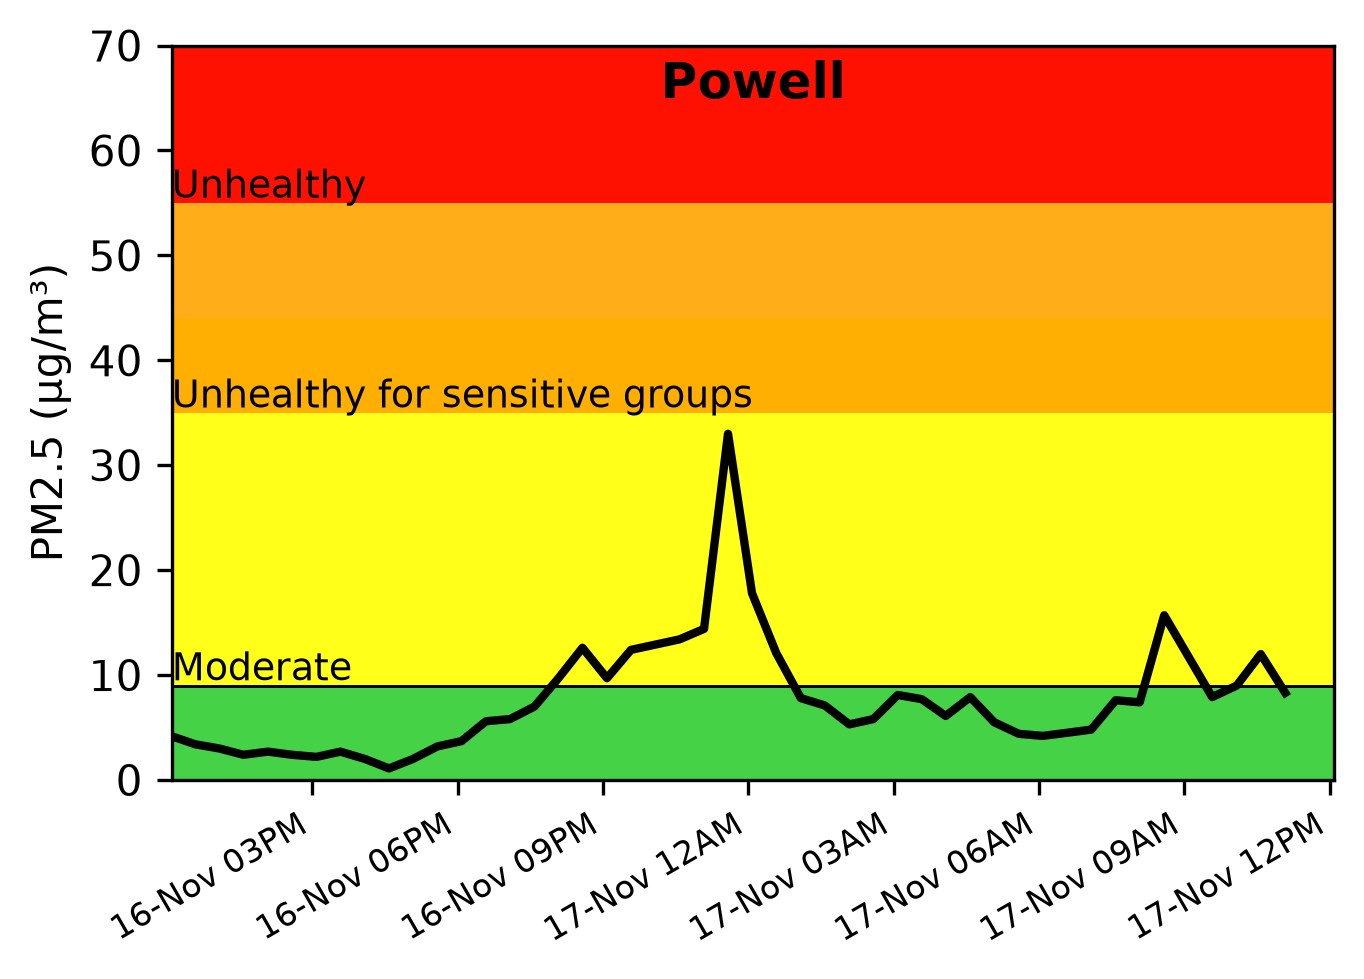 Powell
70
60
50
40
30
20
10
0
PM2.5 (µg/m³)
Unhealthy
Unhealthy for sensitive groups
Moderate
16-Nov 03PM
16-Nov 06PM
16-Nov 09PM
17-Nov 12AM
17-Nov 03AM
17-Nov 06AM
17-Nov 09AM
17-Nov 12PM